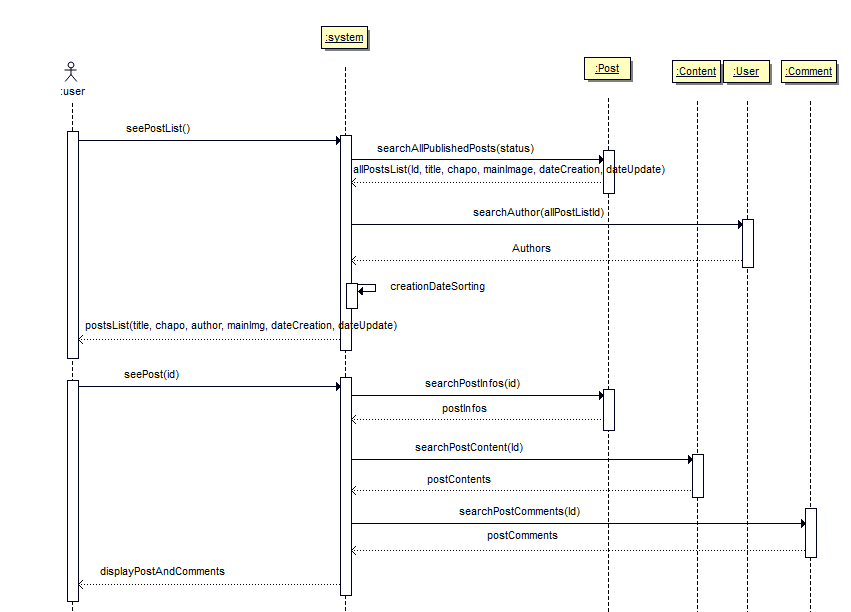 :system
:user
:Post
:Content
:User
:Comment
seePostList()
searchAllPublishedPosts(status)
allPostsList(Id, title, chapo, mainImage, dateCreation, dateUpdate)
searchAuthor(allPostListId)
Authors
creationDateSorting
postsList(title, chapo, author, mainImg, dateCreation, dateUpdate)
seePost(id)
searchPostInfos(id)
postInfos
searchPostContent(Id)
postContents
searchPostComments(Id)
postComments
displayPostAndComments